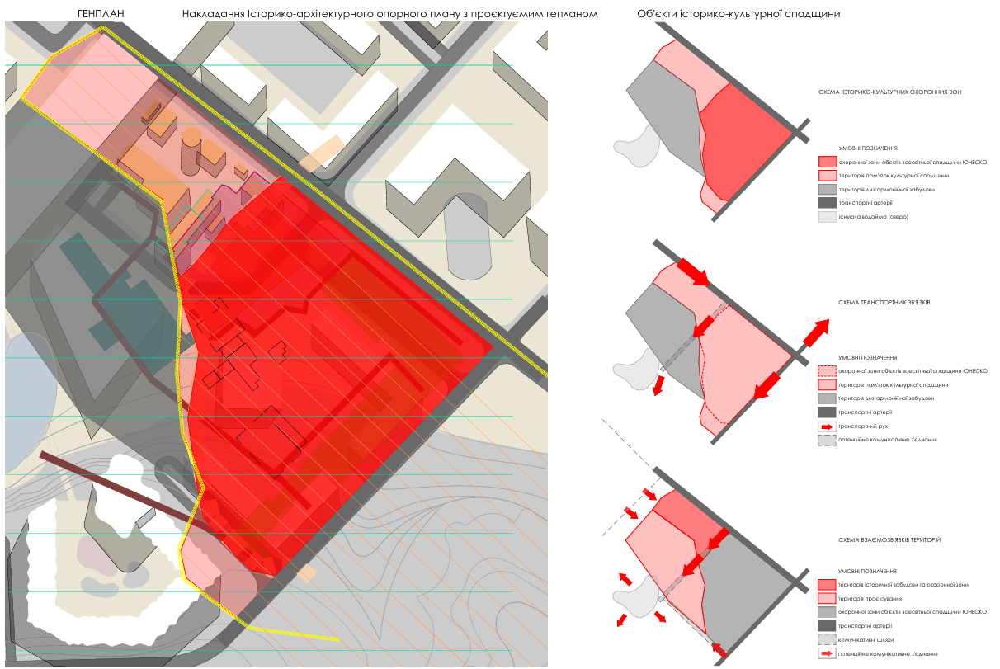 ГЕНПЛАН
Накладання Історико-архітектурного опорного плану з проєктуємим гепланом
Об'єкти історико-культурної спадщини
СХЕМА ІСТОРИКО-КУЛЬТУРНИХ ОХОРОННИХ ЗОН
УМОВНІ ПОЗНАЧЕННЯ
охоронної зони об'єктів всесвітньої спадщини ЮНЕСКО
територія пам'яток культурної спадщини
територія дизгармонійної забудови
транспортні артерії
існуюча водойма (озеро)
СХЕМА ТРАНСПОРТНИХ ЗВ'ЯЗКІВ
УМОВНІ ПОЗНАЧЕННЯ
охоронної зони об'єктів всесвітньої спадщини ЮНЕСКО
територія пам'яток культурної спадщини
територія дизгармонійної забудови
транспортні артерії
транспортний рух
потенційне комунікативне з'єднання
СХЕМА ВЗАЄМОЗВ'ЯЗКІВ ТЕРИТОРІЙ
УМОВНІ ПОЗНАЧЕННЯ
територія історичної забудови та охоронної зони
територія проєктування
охоронної зони об'єктів всесвітньої спадщини ЮНЕСКО
транспортні артерії
комунікативні шляхи
потенційне комунікативне з'єднання